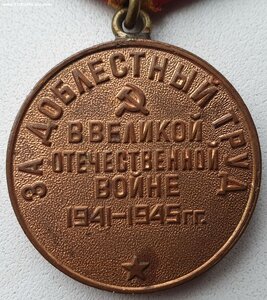 ЗА ДОБЛЕСТНЫЙ ТРУД
В ВЕЛИКОЙ
ОТЕЧЕСТВЕННОЙ
ВОЙНЕ
1941–1945 ГГ.